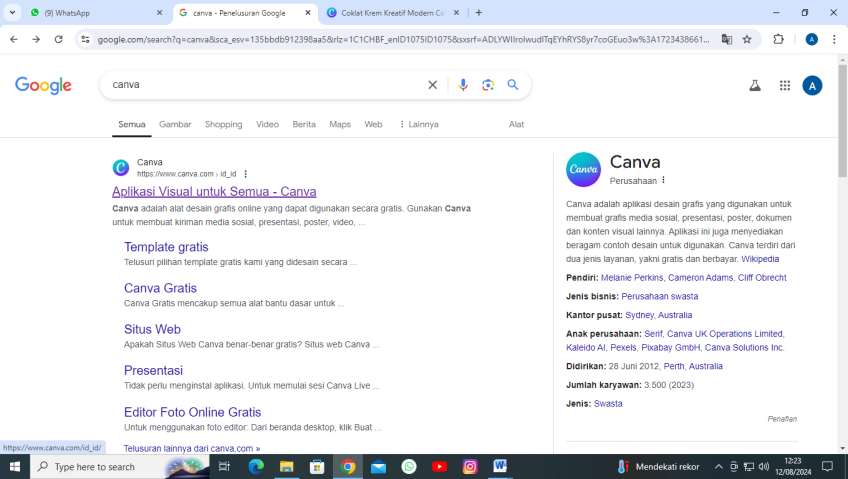 (9) WhatsApp
canva - Penelusuran Google
Coklat Krem Kreatif Modern Co
google.com/search?q=canva&sca_esv=135bbdb912398aa5&rlz=1C1CHBF_enID1075ID1075&sxsrf=ADLYWIIrolwudlTqEYhRYS8yr7coGEuo3w%3A1723438661...
A
Google
canva
A
Semua Gambar Shopping Video Berita Maps Web Lainnya Alat
Canva
https://www.canva.com › id_id
Aplikasi Visual untuk Semua - Canva
Canva adalah alat desain grafis online yang dapat digunakan secara gratis. Gunakan Canva
untuk membuat kiriman media sosial, presentasi, poster, video, ...
Template gratis
Telusuri pilihan template gratis kami yang didesain secara ...
Canva Gratis
Canva Gratis mencakup semua alat bantu dasar untuk ...
Situs Web
Apakah Situs Web Canva benar-benar gratis? Situs web Canva ...
Presentasi
Tidak perlu menginstal aplikasi. Untuk memulai sesi Canva Live ...
Editor Foto Online Gratis
Untuk menggunakan foto editor: Dari beranda desktop, klik Buat ...
Telusuran lainnya dari canva.com »
Canva
Canva
Perusahaan
Canva adalah aplikasi desain grafis yang digunakan untuk
membuat grafis media sosial, presentasi, poster, dokumen
dan konten visual lainnya. Aplikasi ini juga menyediakan
beragam contoh desain untuk digunakan. Canva terdiri dari
dua jenis layanan, yakni gratis dan berbayar. Wikipedia
Pendiri: Melanie Perkins, Cameron Adams, Cliff Obrecht
Jenis bisnis: Perusahaan swasta
Kantor pusat: Sydney, Australia
Anak perusahaan: Serif, Canva UK Operations Limited,
Kaleido AI, Pexels, Pixabay GmbH, Canva Solutions Inc.
Didirikan: 28 Juni 2012, Perth, Australia
Jumlah karyawan: 3.500 (2023)
Jenis: Swasta
Penafian
https://www.canva.com/id_id/
Type here to search
Mendekati rekor
12:23
12/08/2024